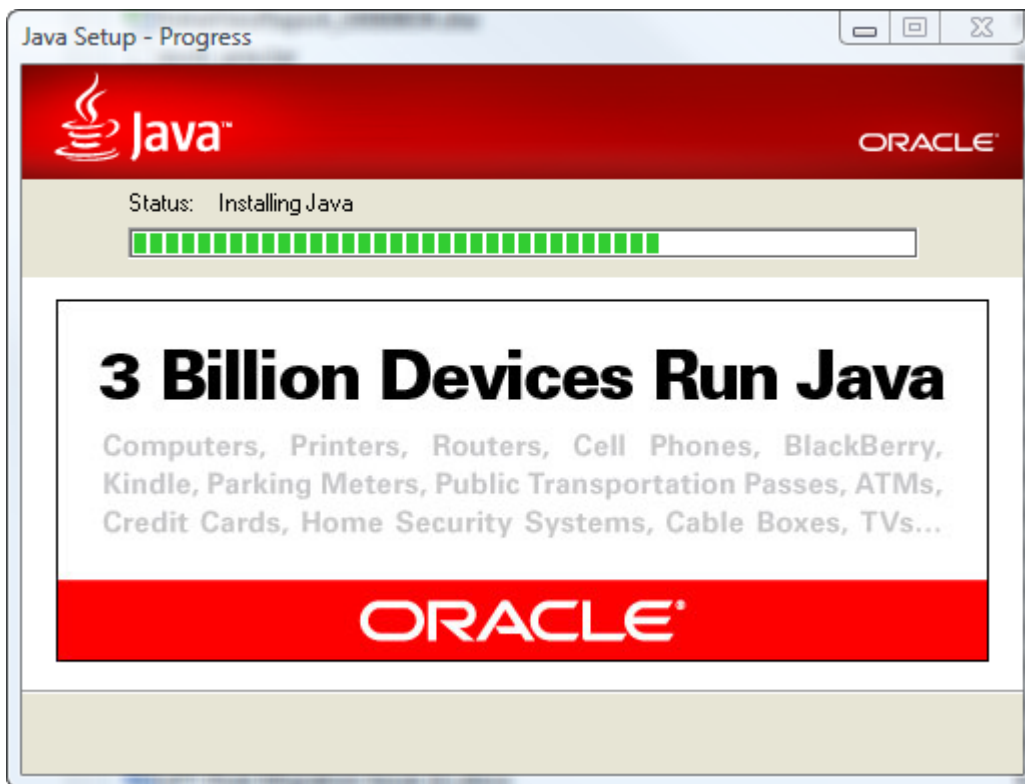 Java Setup - Progress
Java™
ORACLE®
Status: Installing Java
3 Billion Devices Run Java
Computers, Printers, Routers, Cell Phones, BlackBerry,
Kindle, Parking Meters, Public Transportation Passes, ATMs,
Credit Cards, Home Security Systems, Cable Boxes, TVs...
ORACLE®